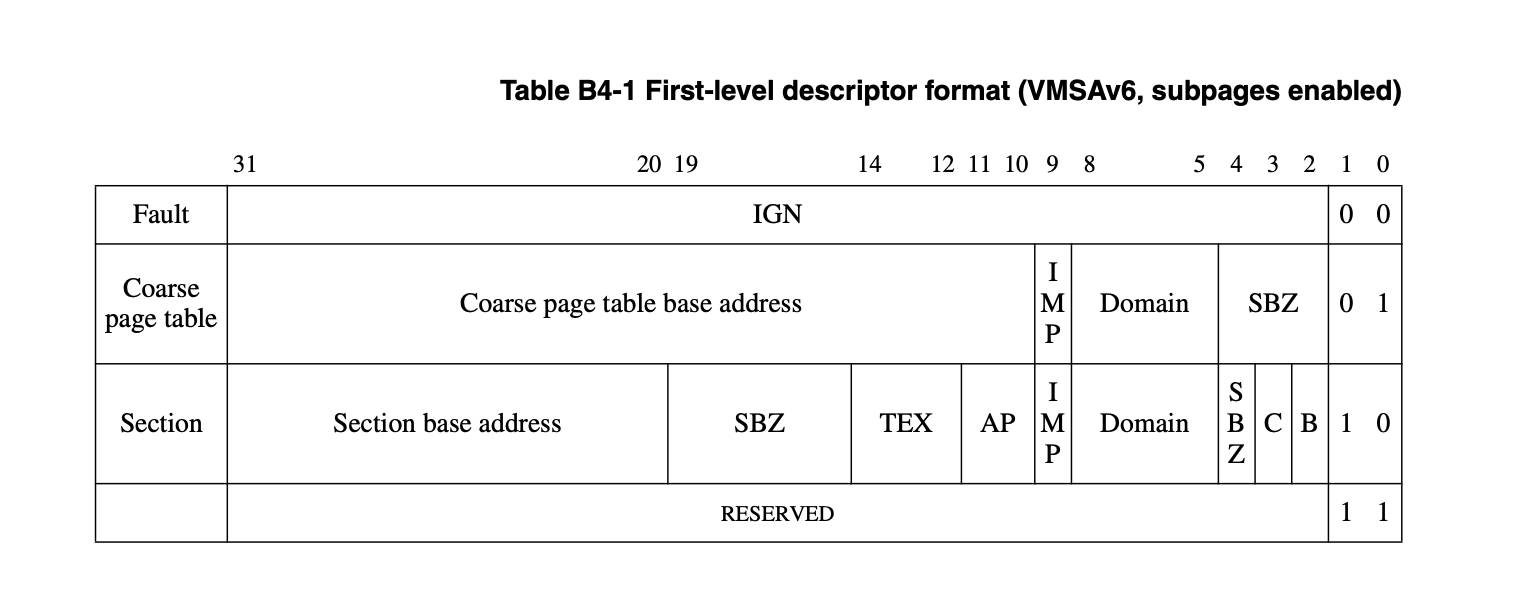 Table B4-1 First-level descriptor format (VMSAv6, subpages enabled)
31 20 19 14 12 11 10 9 8 5 4 3 2 1 0
Fault IGN 0 0
Coarse page table Coarse page table base address IMP Domain SBZ 0 1
Section Section base address SBZ TEX AP IMP Domain SBZ C B 1 0
RESERVED 1 1